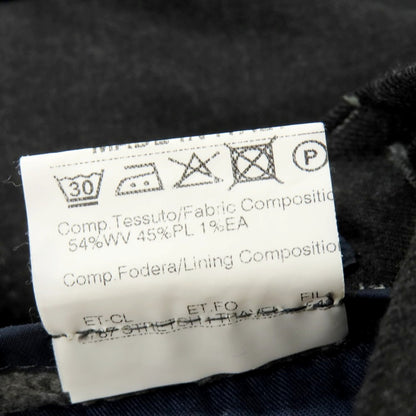 30 P
Comp.Tessuto/Fabric Compositio
54%WV 45%PL 1%EA
Comp.Fodera/Lining Compositio
ET-CL ET.FO FIL